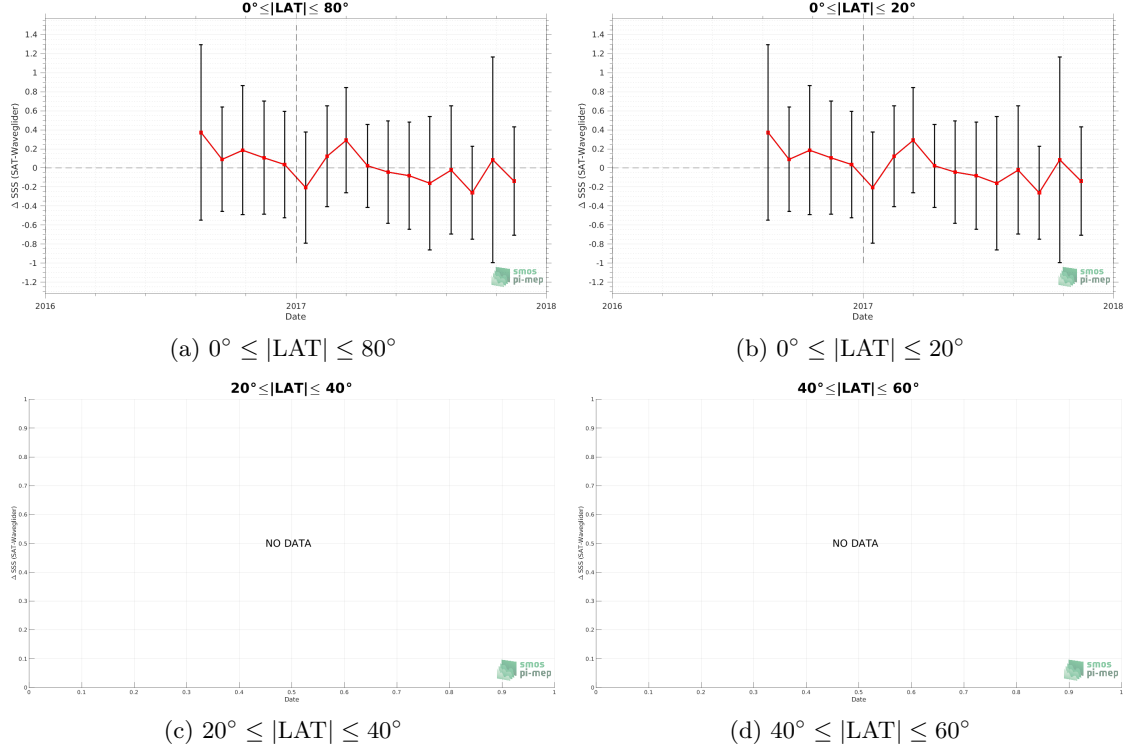 0°≤|LAT|≤ 80°
1.4
1.2
1
0.8
0.6
0.4
0.2
0
-0.2
-0.4
-0.6
-0.8
-1
-1.2
Δ SSS (SAT-Waveglider)
2016
2017
2018
Date
smos
pi-mep
(a) 0° ≤ |LAT| ≤ 80°
0°≤|LAT|≤ 20°
1.4
1.2
1
0.8
0.6
0.4
0.2
0
-0.2
-0.4
-0.6
-0.8
-1
-1.2
Δ SSS (SAT-Waveglider)
2016
2017
2018
Date
smos
pi-mep
(b) 0° ≤ |LAT| ≤ 20°
20°≤|LAT|≤ 40°
1
0.9
0.8
0.7
0.6
0.5
0.4
0.3
0.2
0.1
0
Δ SSS (SAT-Waveglider)
NO DATA
0 0.1 0.2 0.3 0.4 0.5 0.6 0.7 0.8 0.9 1
Date
smos
pi-mep
(c) 20° ≤ |LAT| ≤ 40°
40°≤|LAT|≤ 60°
1
0.9
0.8
0.7
0.6
0.5
0.4
0.3
0.2
0.1
0
Δ SSS (SAT-Waveglider)
NO DATA
0 0.1 0.2 0.3 0.4 0.5 0.6 0.7 0.8 0.9 1
Date
smos
pi-mep
(d) 40° ≤ |LAT| ≤ 60°